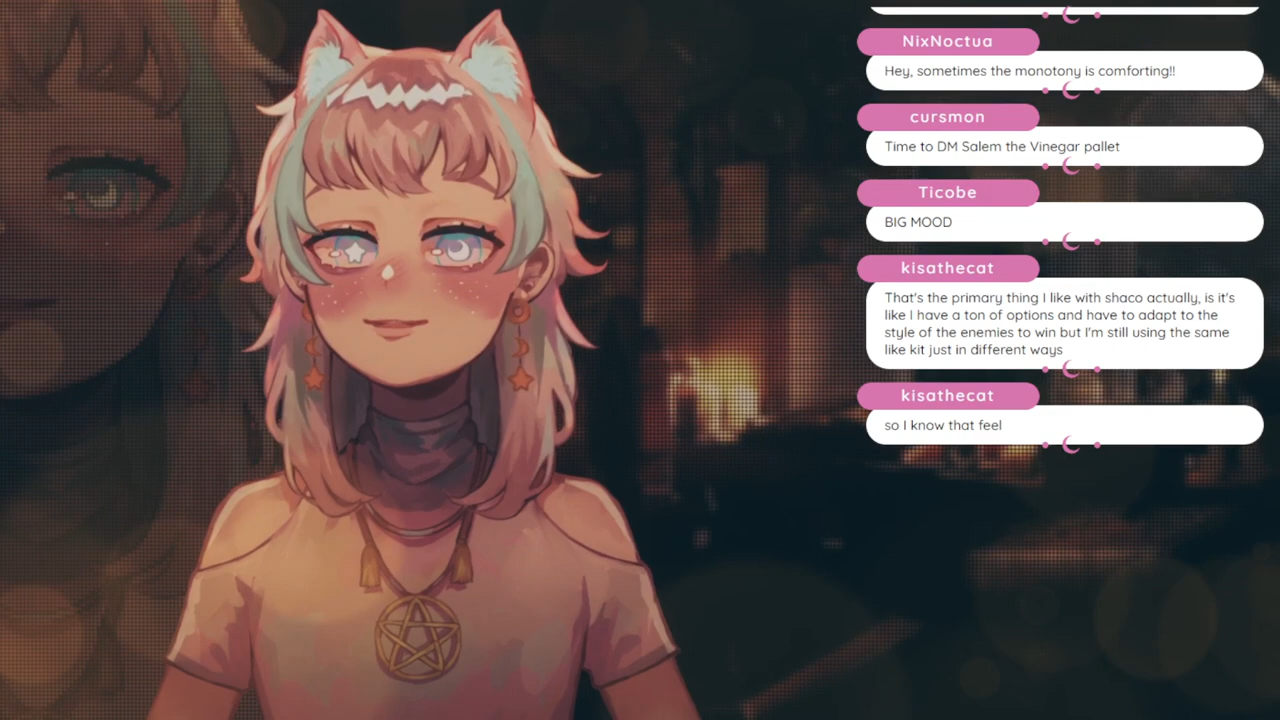 NixNoctua
Hey, sometimes the monotony is comforting!!
cursmon
Time to DM Salem the Vinegar pallet
Ticobe
BIG MOOD
kisathecat
That's the primary thing I like with shaco actually, is it's
like I have a ton of options and have to adapt to the
style of the enemies to win but I'm still using the same
like kit just in different ways
kisathecat
so I know that feel